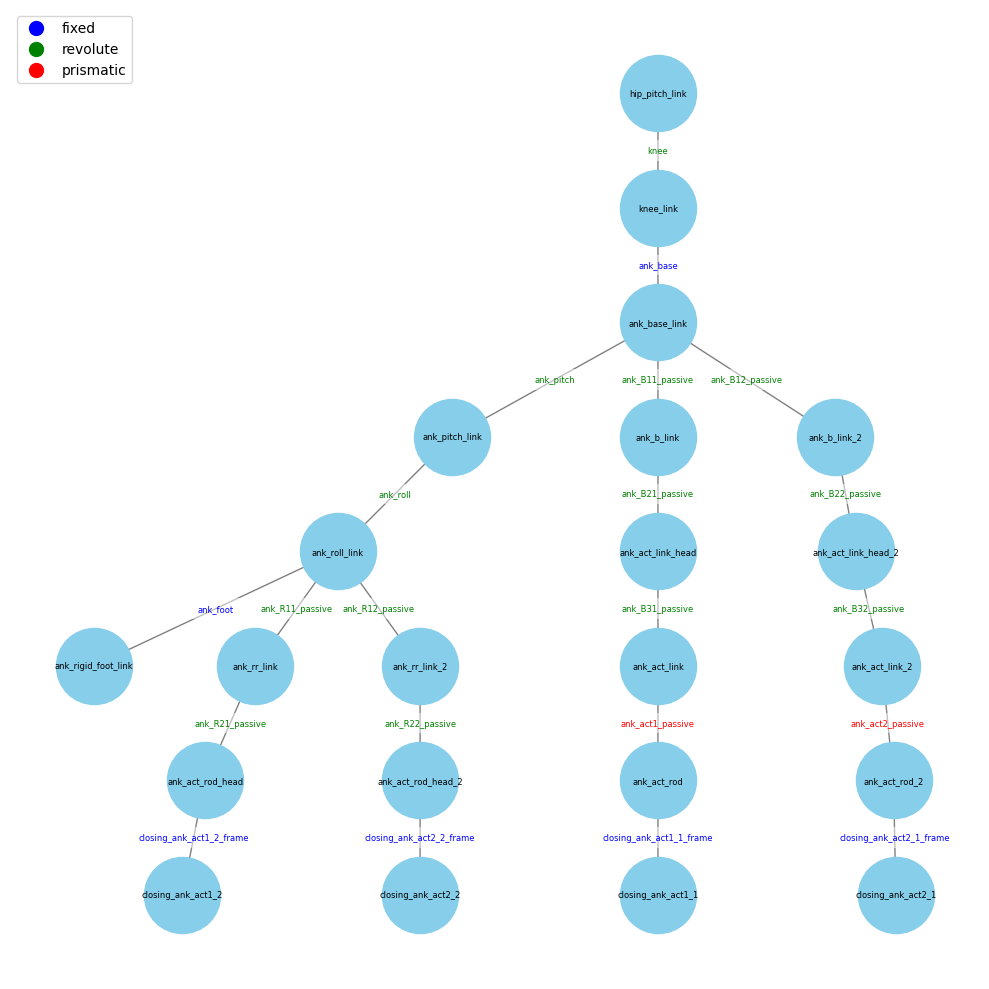 fixed
revolute
prismatic
hip_pitch_link
knee
knee_link
ank_base
ank_base_link
ank_pitch ank_B11_passive ank_B12_passive
ank_pitch_link ank_b_link ank_b_link_2
ank_roll ank_B21_passive ank_B22_passive
ank_roll_link ank_act_link_head ank_act_link_head_2
ank_foot ank_R11_passive ank_R12_passive ank_B31_passive ank_B32_passive
ank_rigid_foot_link ank_rr_link ank_rr_link_2 ank_act_link ank_act_link_2
ank_R21_passive ank_R22_passive ank_act1_passive ank_act2_passive
ank_act_rod_head ank_act_rod_head_2 ank_act_rod ank_act_rod_2
closing_ank_act1_2_frame closing_ank_act2_2_frame closing_ank_act1_1_frame closing_ank_act2_1_frame
closing_ank_act1_2 closing_ank_act2_2 closing_ank_act1_1 closing_ank_act2_1